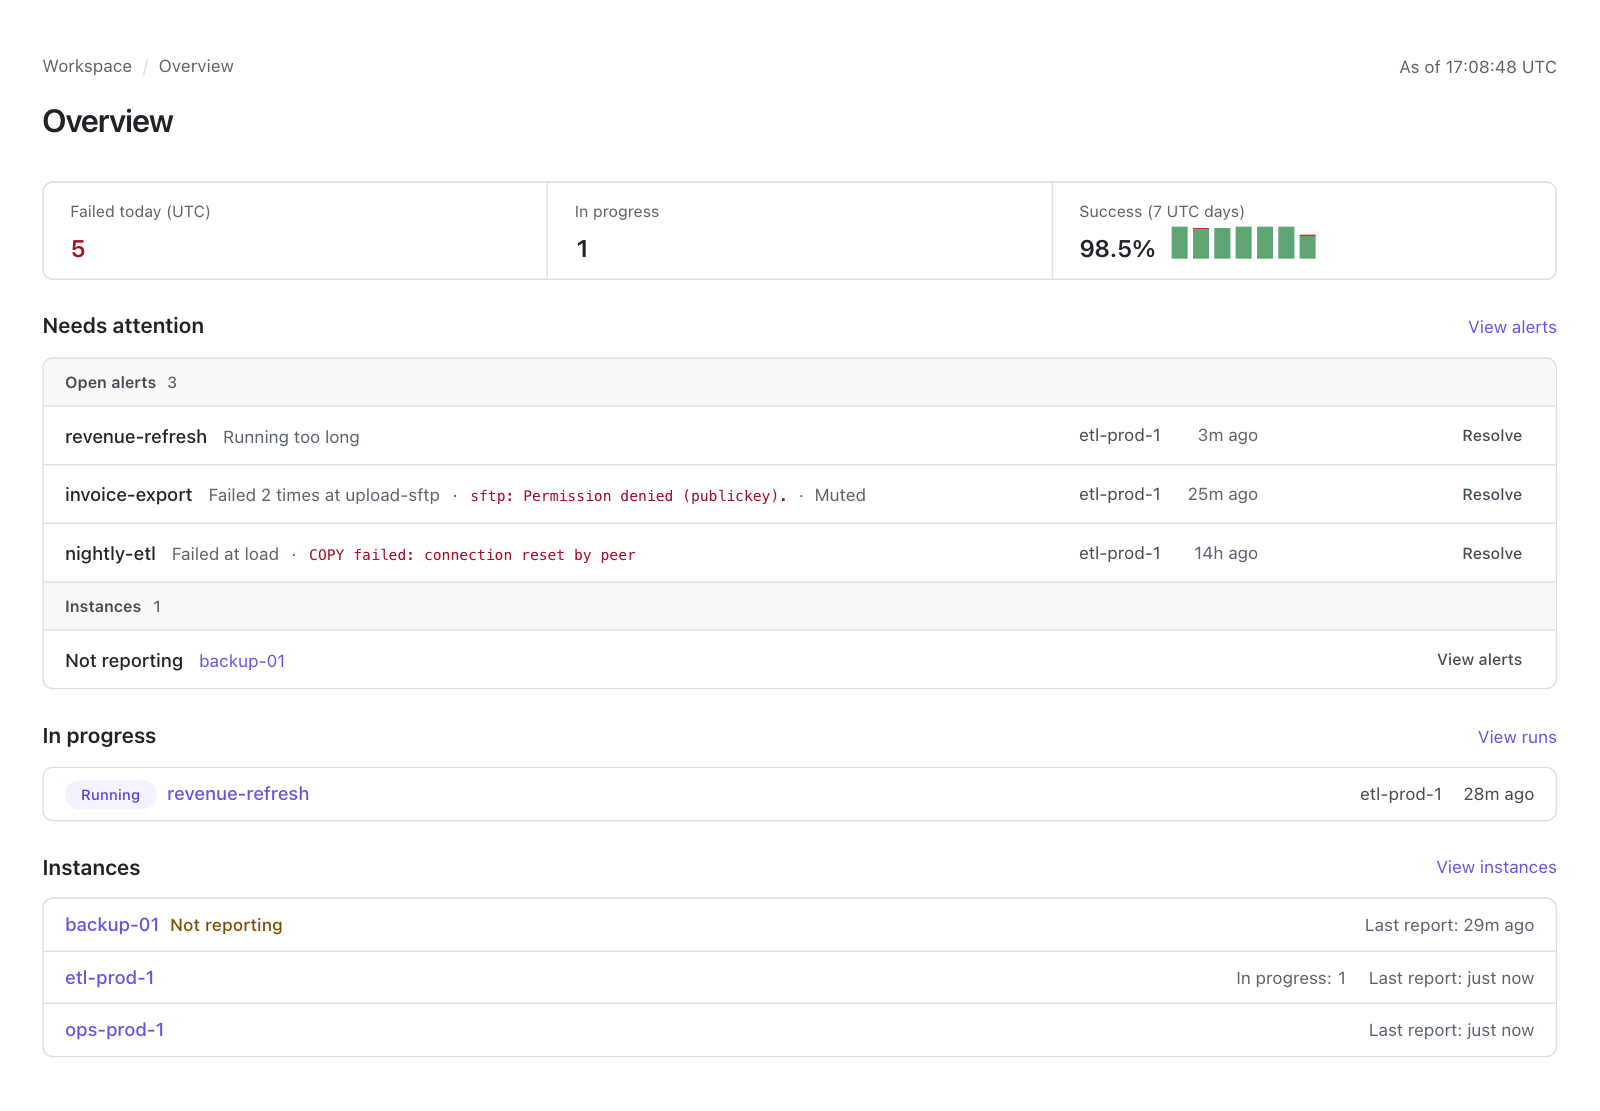 Workspace / Overview
As of 17:08:48 UTC
Overview
Failed today (UTC)
5
In progress
1
Success (7 UTC days)
98.5%
Needs attention
View alerts
Open alerts 3
revenue-refresh Running too long etl-prod-1 3m ago Resolve
invoice-export Failed 2 times at upload-sftp · sftp: Permission denied (publickey). · Muted etl-prod-1 25m ago Resolve
nightly-etl Failed at load · COPY failed: connection reset by peer etl-prod-1 14h ago Resolve
Instances 1
Not reporting backup-01 View alerts
In progress
View runs
Running revenue-refresh etl-prod-1 28m ago
Instances
View instances
backup-01 Not reporting Last report: 29m ago
etl-prod-1 In progress: 1 Last report: just now
ops-prod-1 Last report: just now